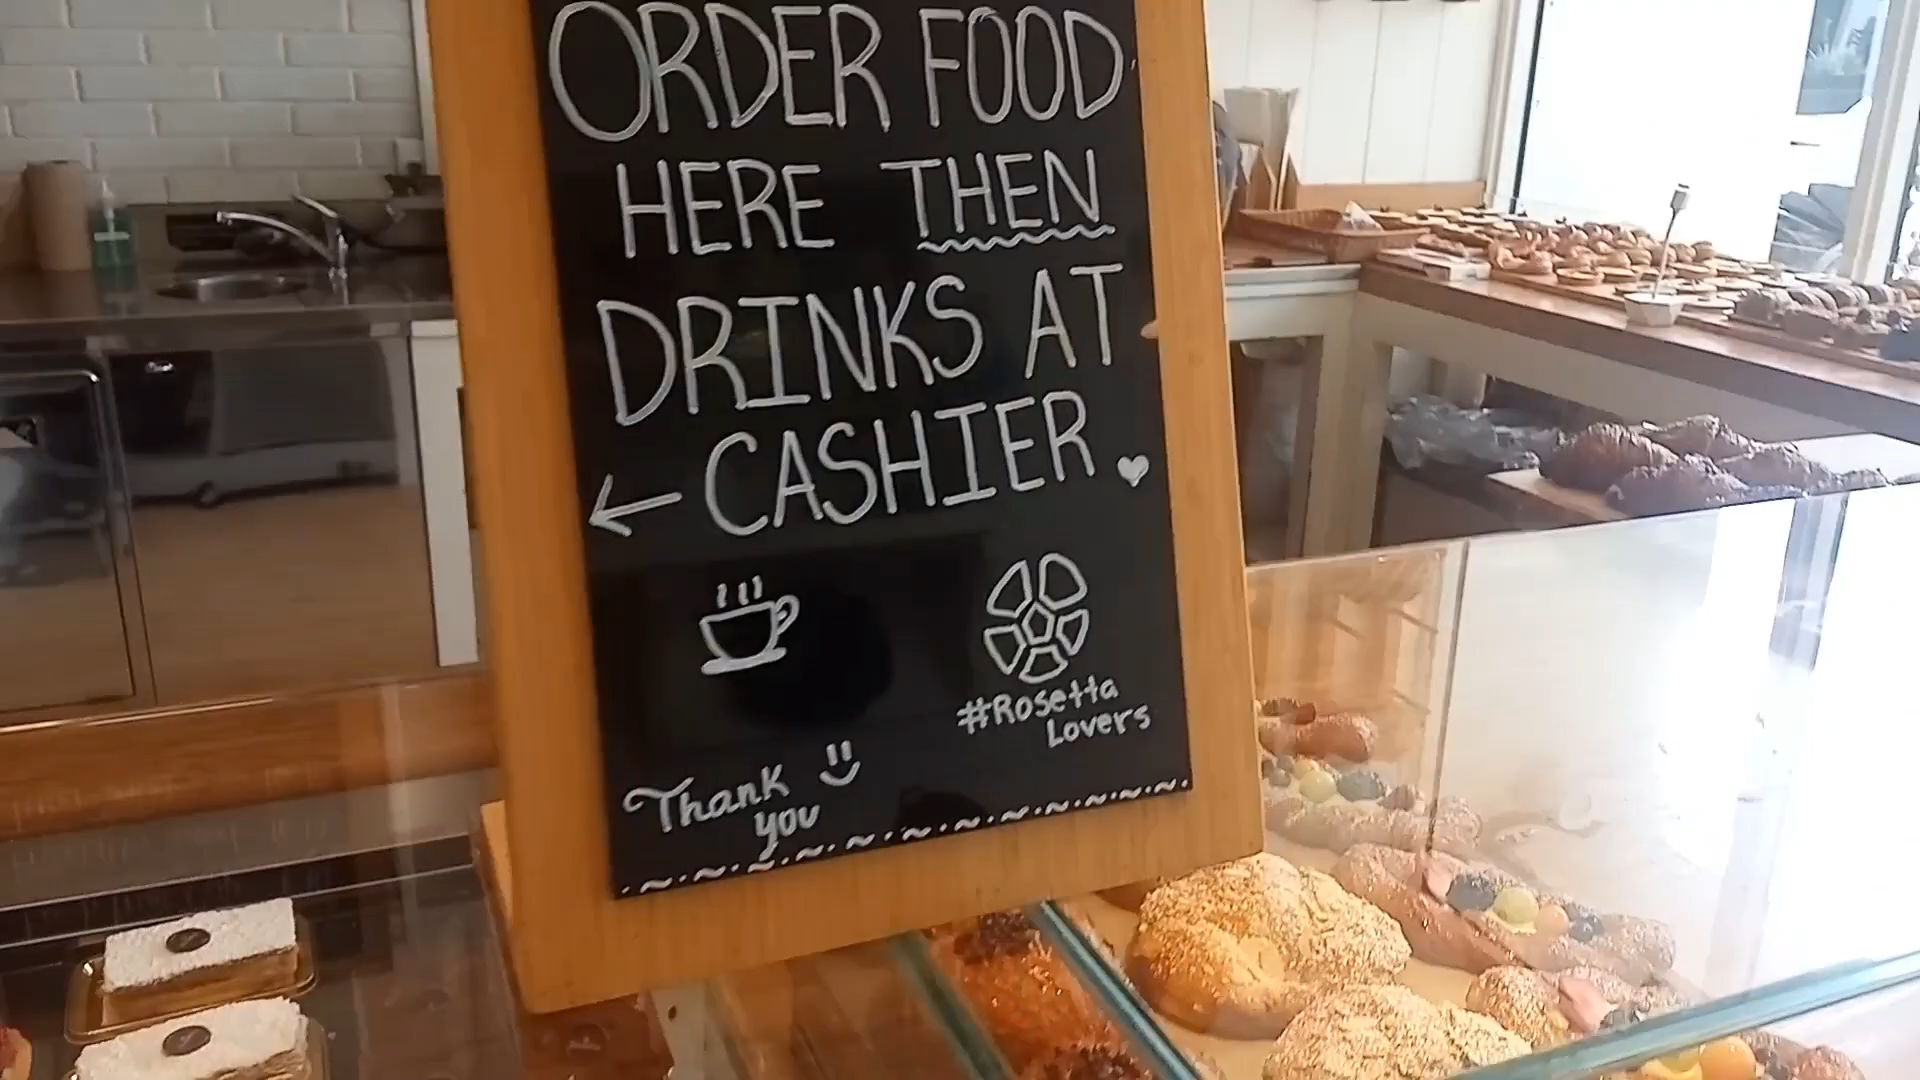 ORDER FOOD
HERE THEN
DRINKS AT
← CASHIER
#Rosetta
Lovers
Thank
you